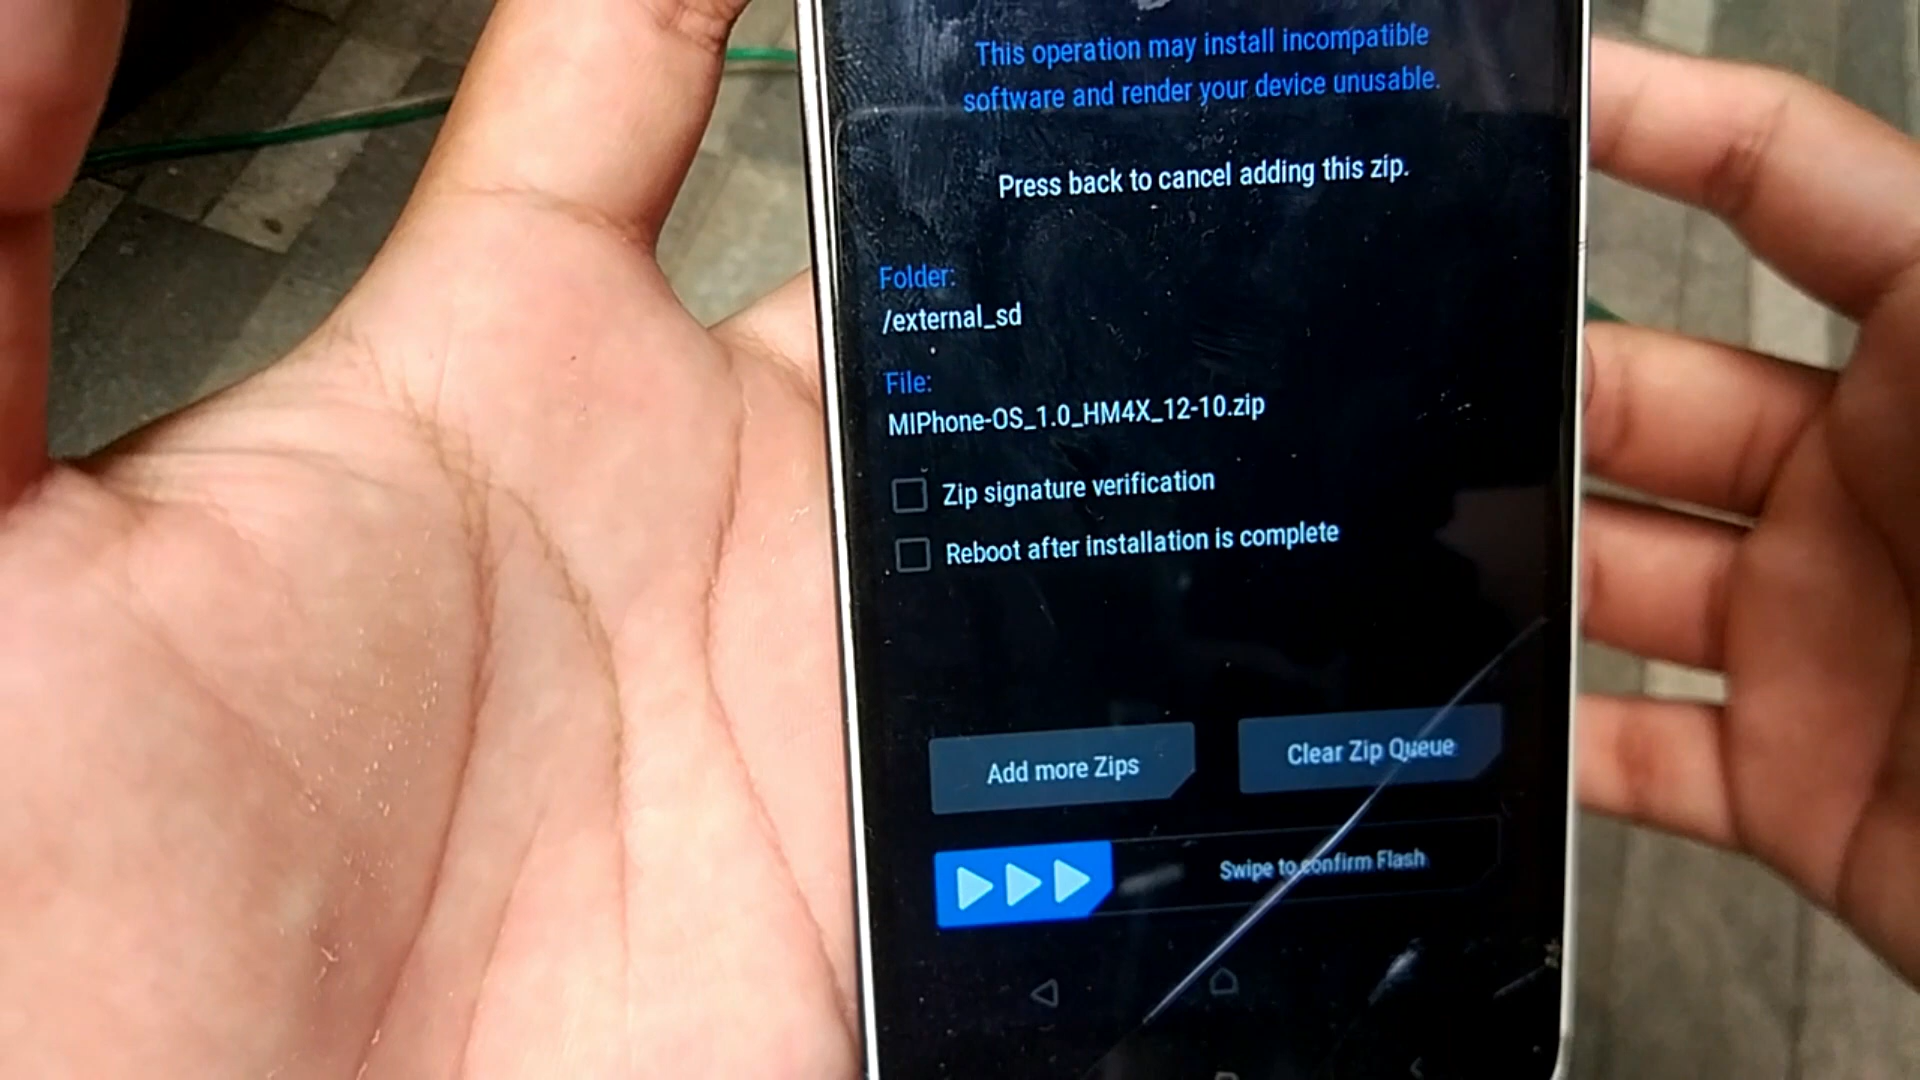 This operation may install incompatible
software and render your device unusable.
Press back to cancel adding this zip.
Folder:
/external_sd
File:
MIPhone-OS_1.0_HM4X_12-10.zip
Zip signature verification
Reboot after installation is complete
Add more Zips
Clear Zip Queue
Swipe to confirm Flash